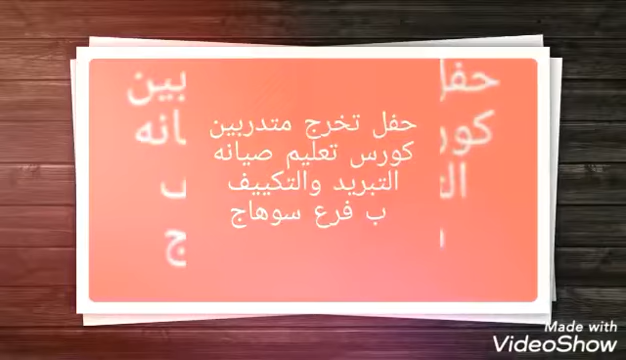 حفل تخرج متدربين
كورس تعليم صيانه
التبريد والتكييف
ب فرع سوهاج
Made with
VideoShow